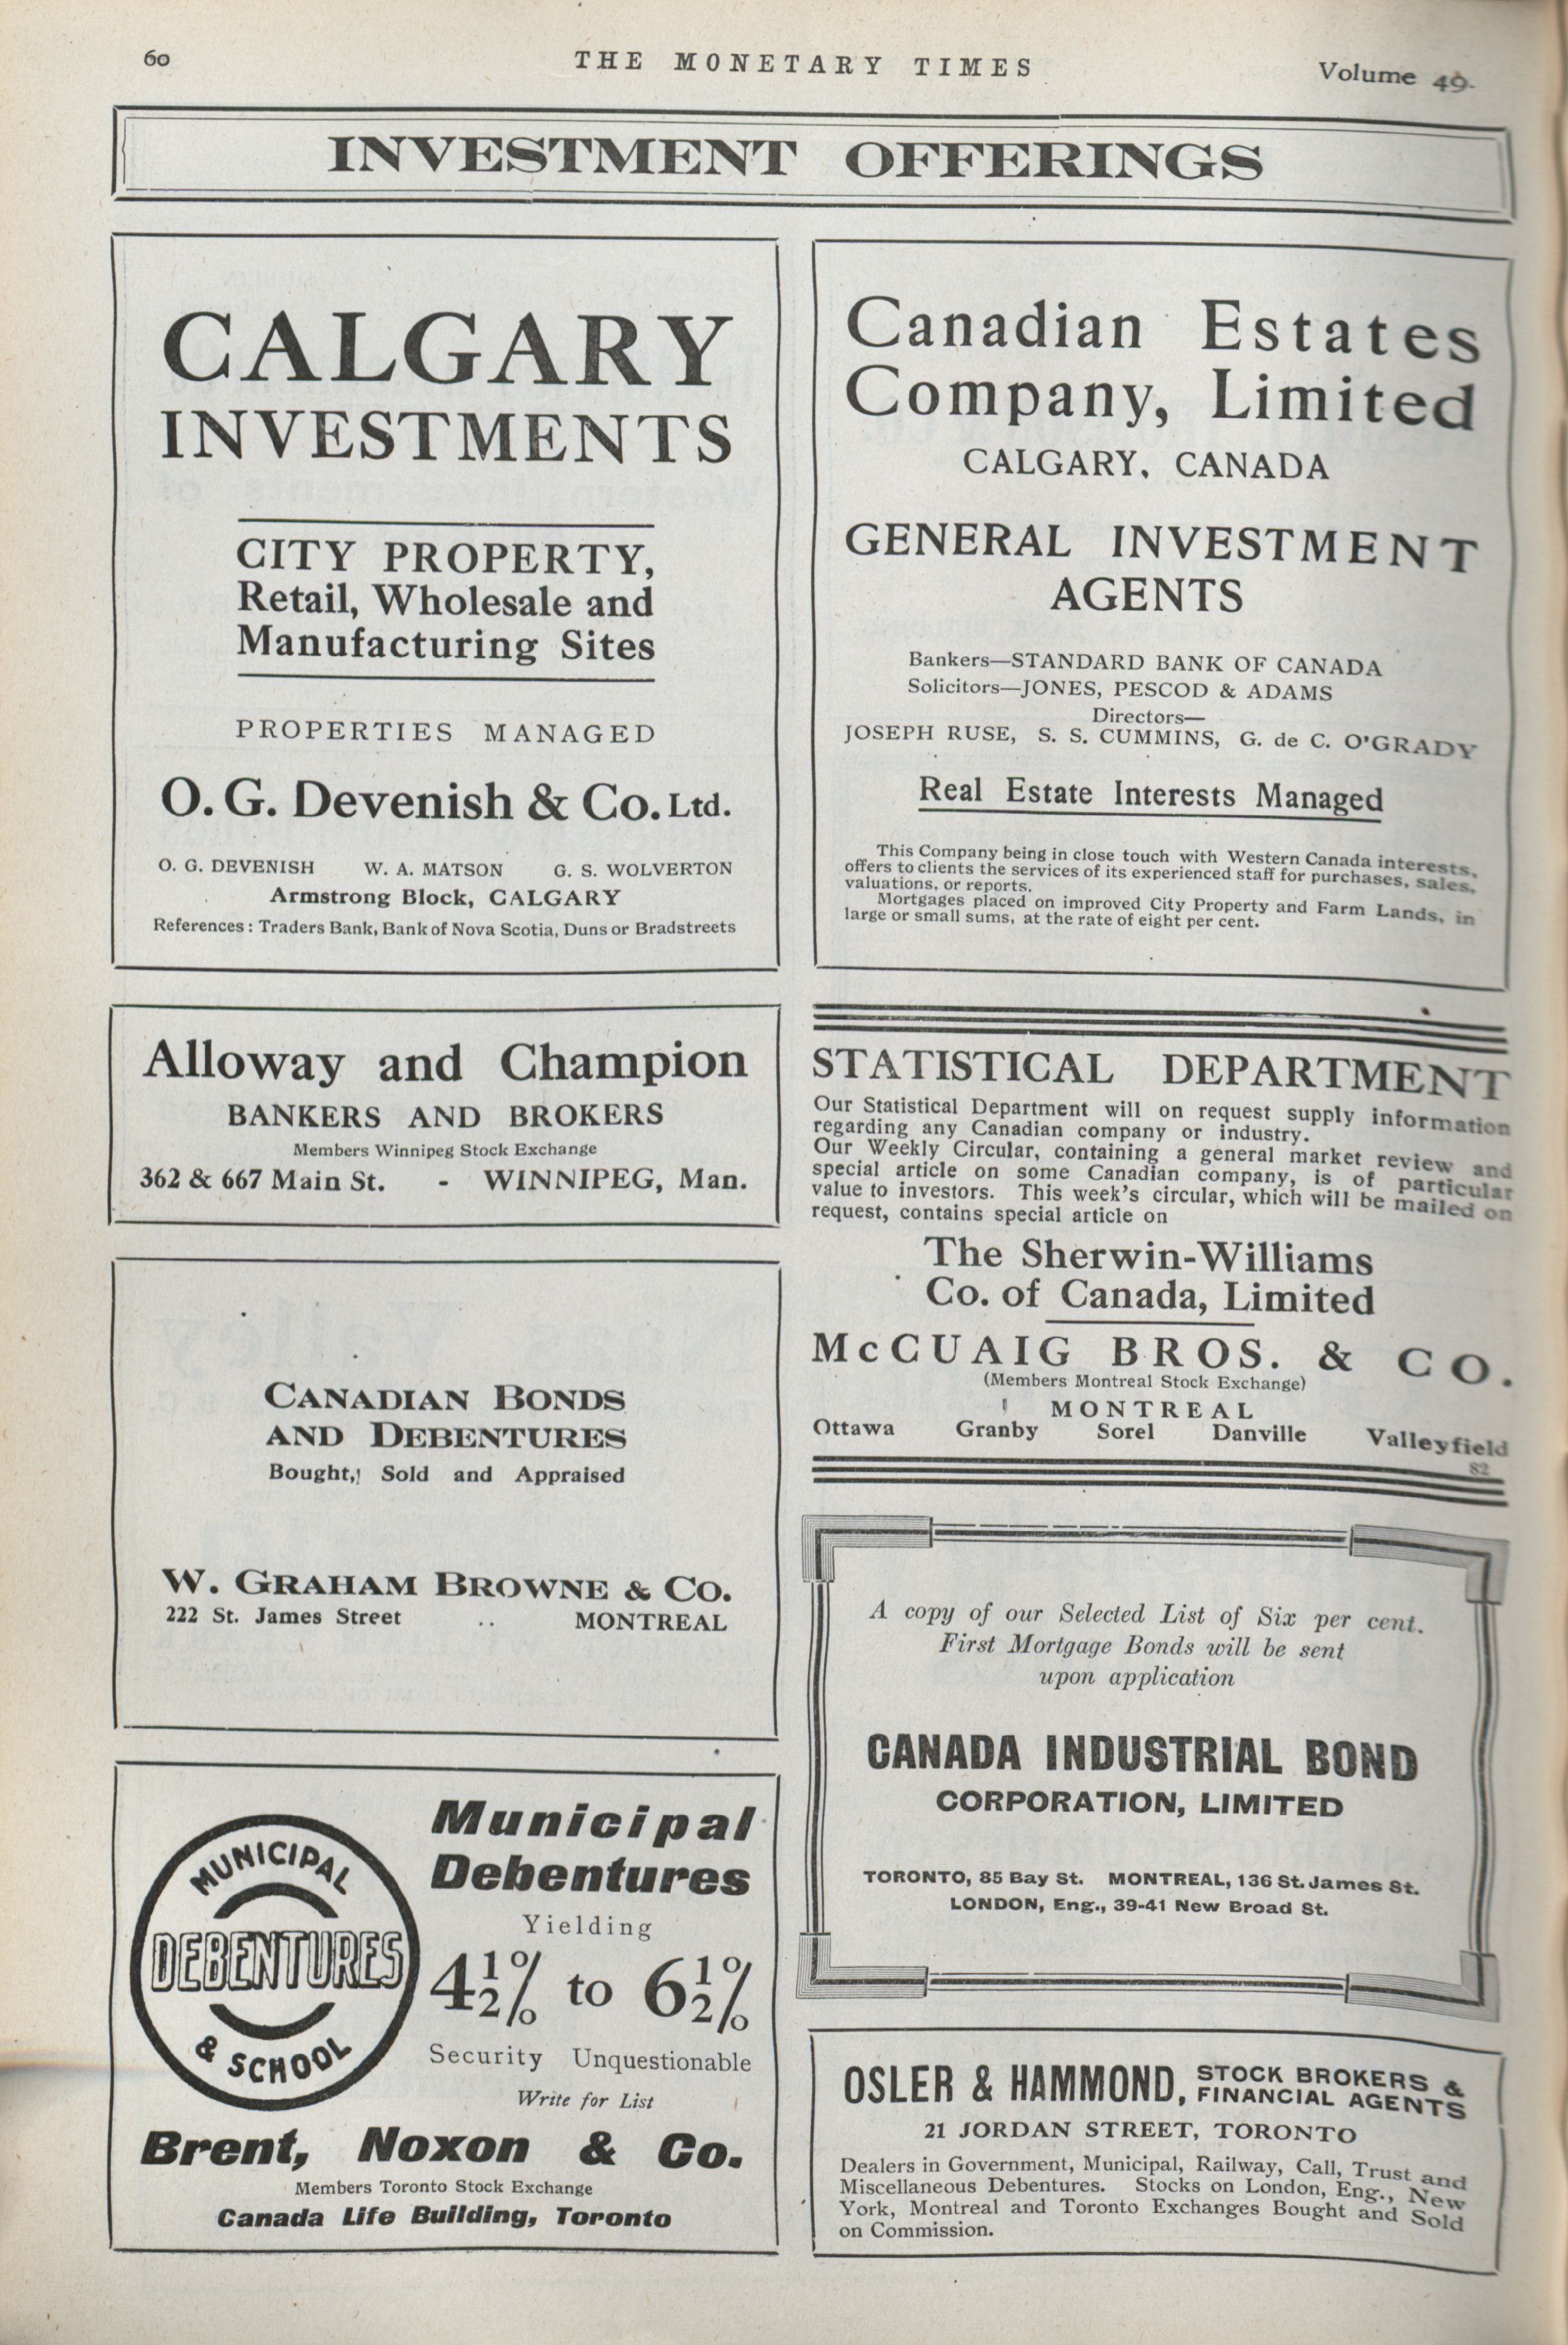 60
THE MONETARY TIMES
Volume 49.
INVESTMENT OFFERINGS
CALGARY
INVESTMENTS
CITY PROPERTY,
Retail, Wholesale and
Manufacturing Sites
PROPERTIES MANAGED
O. G. Devenish & Co. Ltd.
O. G. DEVENISH W. A. MATSON G. S. WOLVERTON
Armstrong Block, CALGARY
References: Traders Bank, Bank of Nova Scotia, Duns or Bradstreets
Alloway and Champion
BANKERS AND BROKERS
Members Winnipeg Stock Exchange
362 & 667 Main St. - WINNIPEG, Man.
CANADIAN BONDS
AND DEBENTURES
Bought, Sold and Appraised
W. GRAHAM BROWNE & CO.
222 St. James Street .. MONTREAL
MUNICIPAL
DEBENTURES
& SCHOOL
Municipal
Debentures
Yielding
4½% to 6½%
Security Unquestionable
Write for List
Brent, Noxon & Co.
Members Toronto Stock Exchange
Canada Life Building, Toronto
Canadian Estates
Company, Limited
CALGARY, CANADA
GENERAL INVESTMENT
AGENTS
Bankers—STANDARD BANK OF CANADA
Solicitors—JONES, PESCOD & ADAMS
Directors—
JOSEPH RUSE, S. S. CUMMINS, G. de C. O'GRADY
Real Estate Interests Managed
This Company being in close touch with Western Canada interests,
offers to clients the services of its experienced staff for purchases, sales,
valuations, or reports.
Mortgages placed on improved City Property and Farm Lands, in
large or small sums, at the rate of eight per cent.
STATISTICAL DEPARTMENT
Our Statistical Department will on request supply information
regarding any Canadian company or industry.
Our Weekly Circular, containing a general market review and
special article on some Canadian company, is of particular
value to investors. This week's circular, which will be mailed on
request, contains special article on
The Sherwin-Williams
Co. of Canada, Limited
McCUAIG BROS. & CO.
(Members Montreal Stock Exchange)
MONTREAL
Ottawa Granby Sorel Danville Valleyfield
82
A copy of our Selected List of Six per cent.
First Mortgage Bonds will be sent
upon application
CANADA INDUSTRIAL BOND
CORPORATION, LIMITED
TORONTO, 85 Bay St. MONTREAL, 136 St. James St.
LONDON, Eng., 39-41 New Broad St.
OSLER & HAMMOND, STOCK BROKERS &
FINANCIAL AGENTS
21 JORDAN STREET, TORONTO
Dealers in Government, Municipal, Railway, Call, Trust and
Miscellaneous Debentures. Stocks on London, Eng., New
York, Montreal and Toronto Exchanges Bought and Sold
on Commission.